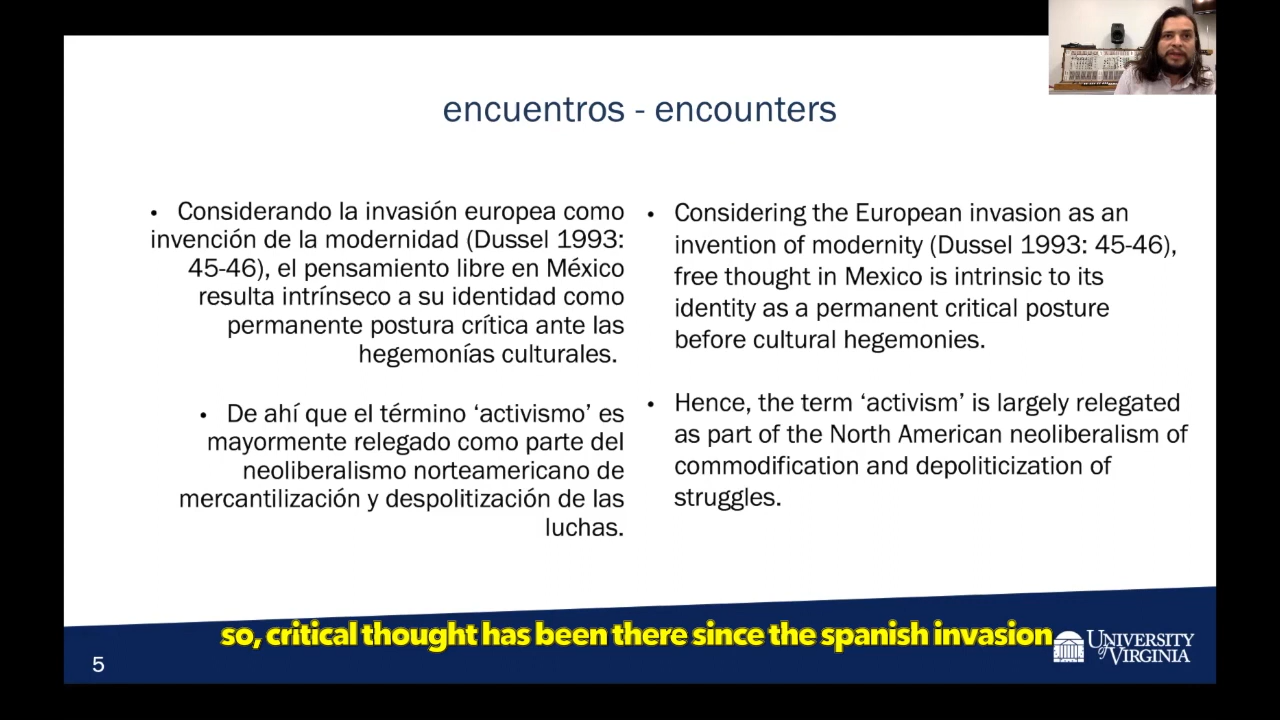 encuentros - encounters
• Considerando la invasión europea como
invención de la modernidad (Dussel 1993:
45-46), el pensamiento libre en México
resulta intrínseco a su identidad como
permanente postura crítica ante las
hegemonías culturales.
• De ahí que el término ‘activismo’ es
mayormente relegado como parte del
neoliberalismo norteamericano de
mercantilización y despolitización de las
luchas.
• Considering the European invasion as an
invention of modernity (Dussel 1993: 45-46),
free thought in Mexico is intrinsic to its
identity as a permanent critical posture
before cultural hegemonies.
• Hence, the term ‘activism’ is largely relegated
as part of the North American neoliberalism of
commodification and depoliticization of
struggles.
so, critical thought has been there since the spanish invasion
5
UNIVERSITY
of VIRGINIA